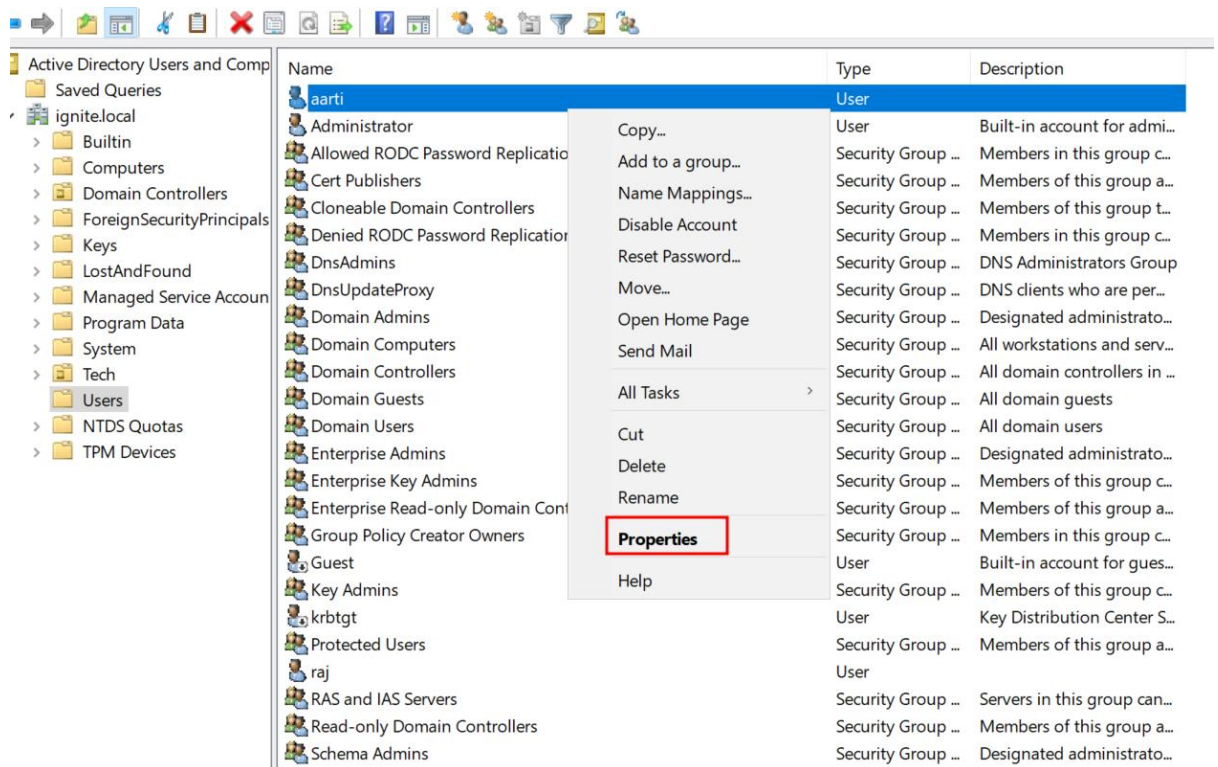 Active Directory Users and Comp
Saved Queries
ignite.local
Builtin
Computers
Domain Controllers
ForeignSecurityPrincipals
Keys
LostAndFound
Managed Service Accoun
Program Data
System
Tech
Users
NTDS Quotas
TPM Devices
Name Type Description
aarti User
Administrator User Built-in account for admi...
Allowed RODC Password Replicatio Security Group ... Members in this group c...
Cert Publishers Security Group ... Members of this group a...
Cloneable Domain Controllers Security Group ... Members of this group t...
Denied RODC Password Replication Security Group ... Members in this group c...
DnsAdmins Security Group ... DNS Administrators Group
DnsUpdateProxy Security Group ... DNS clients who are per...
Domain Admins Security Group ... Designated administrato...
Domain Computers Security Group ... All workstations and serv...
Domain Controllers Security Group ... All domain controllers in ...
Domain Guests Security Group ... All domain guests
Domain Users Security Group ... All domain users
Enterprise Admins Security Group ... Designated administrato...
Enterprise Key Admins Security Group ... Members of this group c...
Enterprise Read-only Domain Cont Security Group ... Members of this group a...
Group Policy Creator Owners Security Group ... Members in this group c...
Guest User Built-in account for gues...
Key Admins Security Group ... Members of this group c...
krbtgt User Key Distribution Center S...
Protected Users Security Group ... Members of this group a...
raj User
RAS and IAS Servers Security Group ... Servers in this group can...
Read-only Domain Controllers Security Group ... Members of this group a...
Schema Admins Security Group ... Designated administrato...
Copy...
Add to a group...
Name Mappings...
Disable Account
Reset Password...
Move...
Open Home Page
Send Mail
All Tasks
Cut
Delete
Rename
Properties
Help